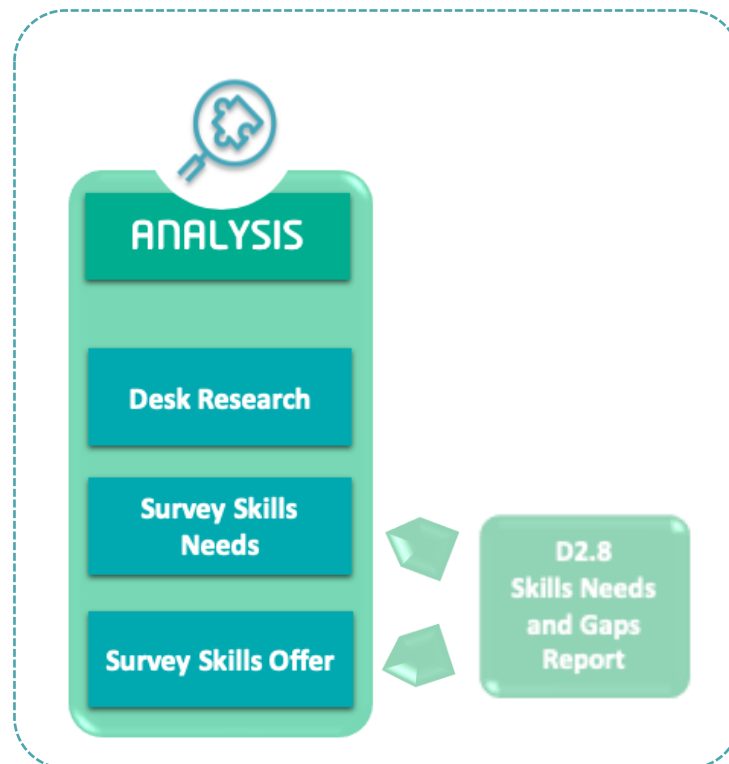 ANALYSIS
Desk Research
Survey Skills
Needs
Survey Skills Offer
D2.8
Skills Needs
and Gaps
Report